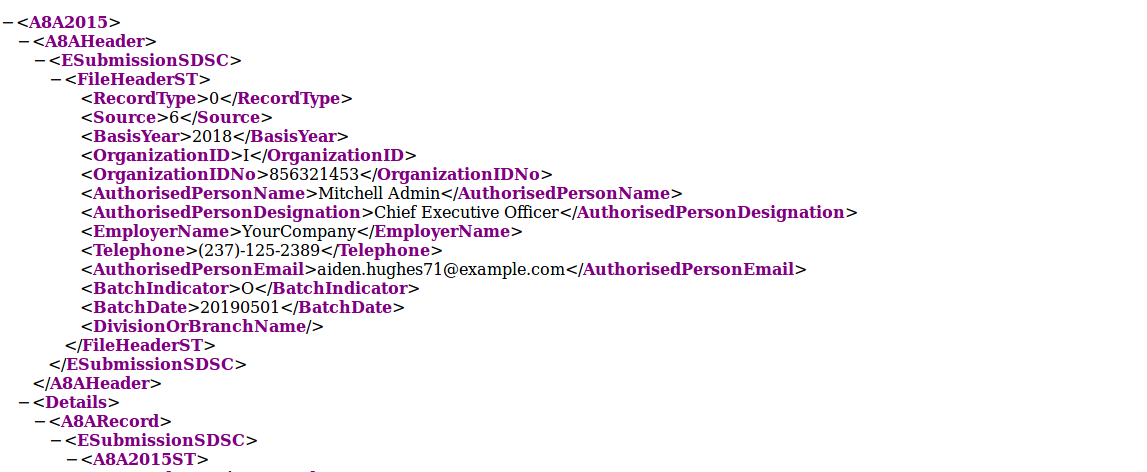 −<A8A2015>
−<A8AHeader>
−<ESubmissionSDSC>
−<FileHeaderST>
<RecordType>0</RecordType>
<Source>6</Source>
<BasisYear>2018</BasisYear>
<OrganizationID>I</OrganizationID>
<OrganizationIDNo>856321453</OrganizationIDNo>
<AuthorisedPersonName>Mitchell Admin</AuthorisedPersonName>
<AuthorisedPersonDesignation>Chief Executive Officer</AuthorisedPersonDesignation>
<EmployerName>YourCompany</EmployerName>
<Telephone>(237)-125-2389</Telephone>
<AuthorisedPersonEmail>aiden.hughes71@example.com</AuthorisedPersonEmail>
<BatchIndicator>O</BatchIndicator>
<BatchDate>20190501</BatchDate>
<DivisionOrBranchName/>
</FileHeaderST>
</ESubmissionSDSC>
</A8AHeader>
−<Details>
−<A8ARecord>
−<ESubmissionSDSC>
−<A8A2015ST>